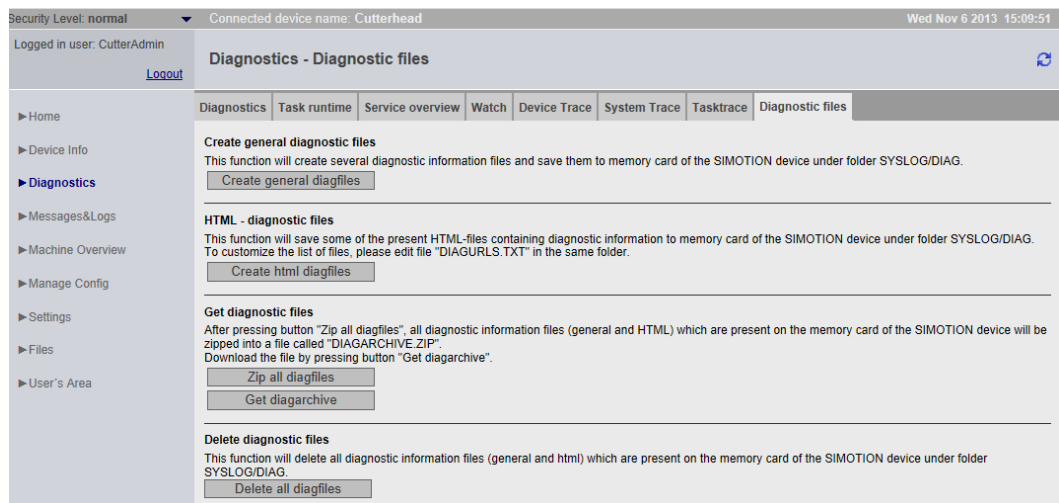 Security Level: normal
Connected device name: Cutterhead
Wed Nov 6 2013 15:09:51
Logged in user: CutterAdmin
Logout
Diagnostics - Diagnostic files
Home
Device Info
Diagnostics
Messages&Logs
Machine Overview
Manage Config
Settings
Files
User´s Area
Diagnostics Task runtime Service overview Watch Device Trace System Trace Tasktrace Diagnostic files
Create general diagnostic files
This function will create several diagnostic information files and save them to memory card of the SIMOTION device under folder SYSLOG/DIAG.
Create general diagfiles
HTML - diagnostic files
This function will save some of the present HTML-files containing diagnostic information to memory card of the SIMOTION device under folder SYSLOG/DIAG.
To customize the list of files, please edit file "DIAGURLS.TXT" in the same folder.
Create html diagfiles
Get diagnostic files
After pressing button "Zip all diagfiles", all diagnostic information files (general and HTML) which are present on the memory card of the SIMOTION device will be
zipped into a file called "DIAGARCHIVE.ZIP".
Download the file by pressing button "Get diagarchive".
Zip all diagfiles
Get diagarchive
Delete diagnostic files
This function will delete all diagnostic information files (general and html) which are present on the memory card of the SIMOTION device under folder
SYSLOG/DIAG.
Delete all diagfiles